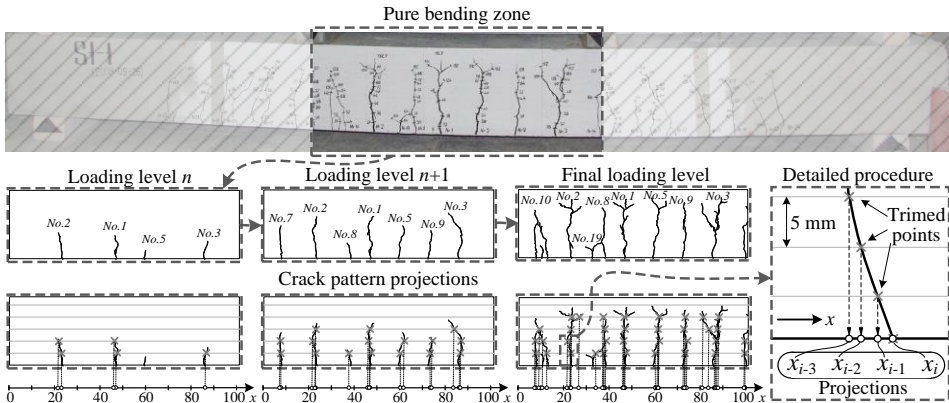 Pure bending zone
SH
Loading level n
Loading level n+1
Final loading level
Detailed procedure
No.2
No.1
No.5
No.3
No.7
No.2
No.8
No.1
No.5
No.9
No.3
No.10
No.2
No.8
No.1
No.5
No.9
No.3
No.19
5 mm
Trimed
points
x
Crack pattern projections
0 20 40 60 80 100 x
0 20 40 60 80 100 x
0 20 40 60 80 100 x
xi-3 xi-2 xi-1 xi
Projections